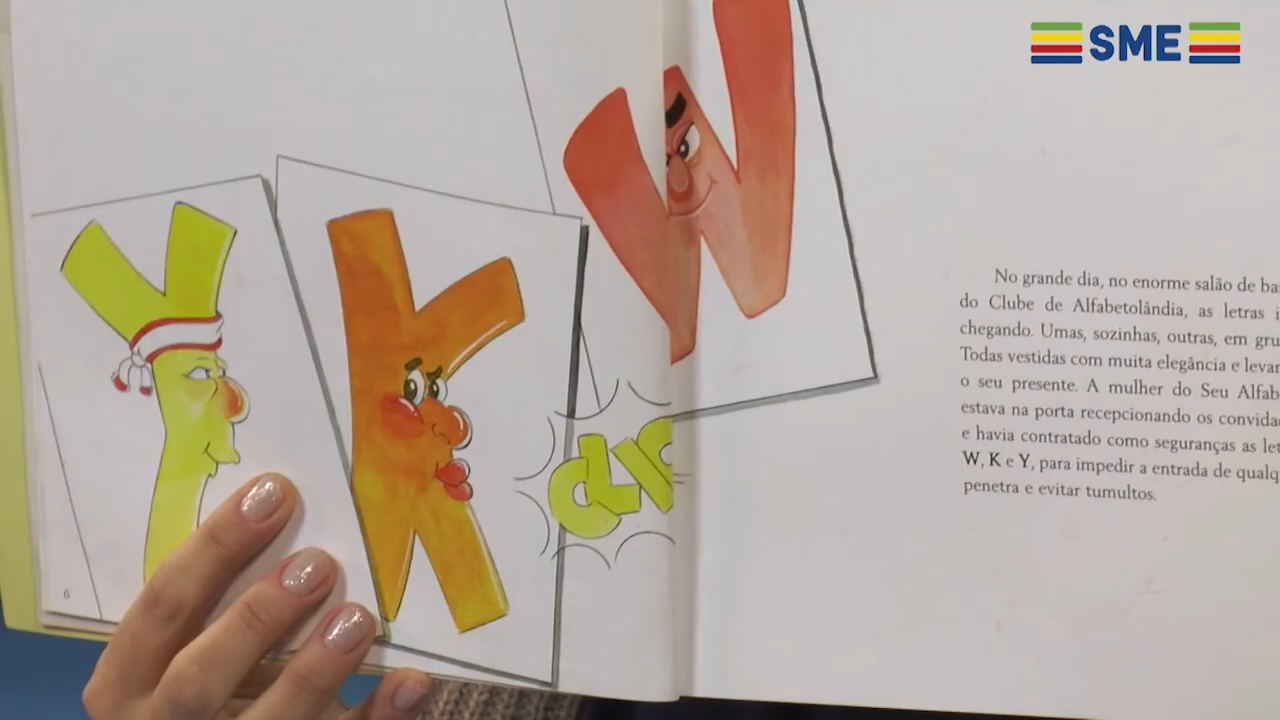 SME
Y
K
W
CLIC
6
No grande dia, no enorme salão de
do Clube de Alfabetolândia, as letras
chegando. Umas, sozinhas, outras, em
Todas vestidas com muita elegância e
o seu presente. A mulher do Seu
estava na porta recepcionando os
e havia contratado como seguranças as
W, K e Y, para impedir a entrada de
penetra e evitar tumultos.